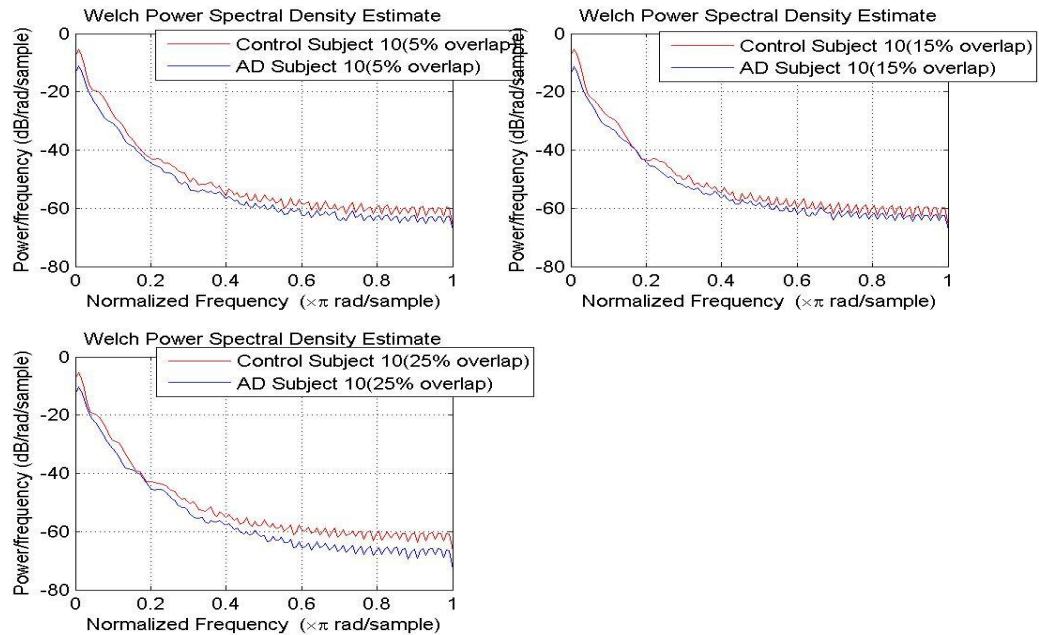 Welch Power Spectral Density Estimate
Control Subject 10(5% overlap)
AD Subject 10(5% overlap)
Power/frequency (dB/rad/sample)
0
-20
-40
-60
-80
0
0.2
0.4
0.6
0.8
1
Normalized Frequency (×π rad/sample)
Welch Power Spectral Density Estimate
Control Subject 10(15% overlap)
AD Subject 10(15% overlap)
Power/frequency (dB/rad/sample)
0
-20
-40
-60
-80
0
0.2
0.4
0.6
0.8
1
Normalized Frequency (×π rad/sample)
Welch Power Spectral Density Estimate
Control Subject 10(25% overlap)
AD Subject 10(25% overlap)
Power/frequency (dB/rad/sample)
0
-20
-40
-60
-80
0
0.2
0.4
0.6
0.8
1
Normalized Frequency (×π rad/sample)